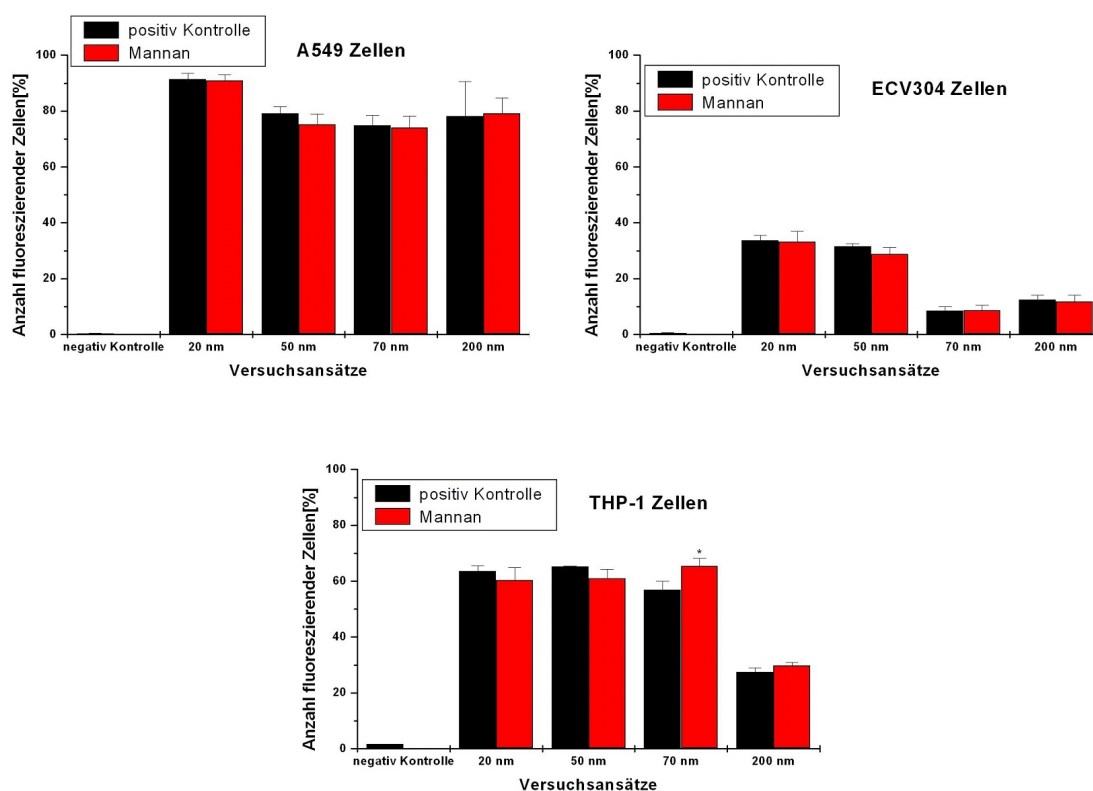 positiv Kontrolle
Mannan
A549 Zellen
Anzahl fluoreszierender Zellen[%]
100
80
60
40
20
0
negativ Kontrolle 20 nm 50 nm 70 nm 200 nm
Versuchsansätze
positiv Kontrolle
Mannan
ECV304 Zellen
Anzahl fluoreszierender Zellen[%]
100
80
60
40
20
0
negativ Kontrolle 20 nm 50 nm 70 nm 200 nm
Versuchsansätze
positiv Kontrolle
Mannan
THP-1 Zellen
Anzahl fluoreszierender Zellen[%]
100
80
60
40
20
0
*
negativ Kontrolle 20 nm 50 nm 70 nm 200 nm
Versuchsansätze